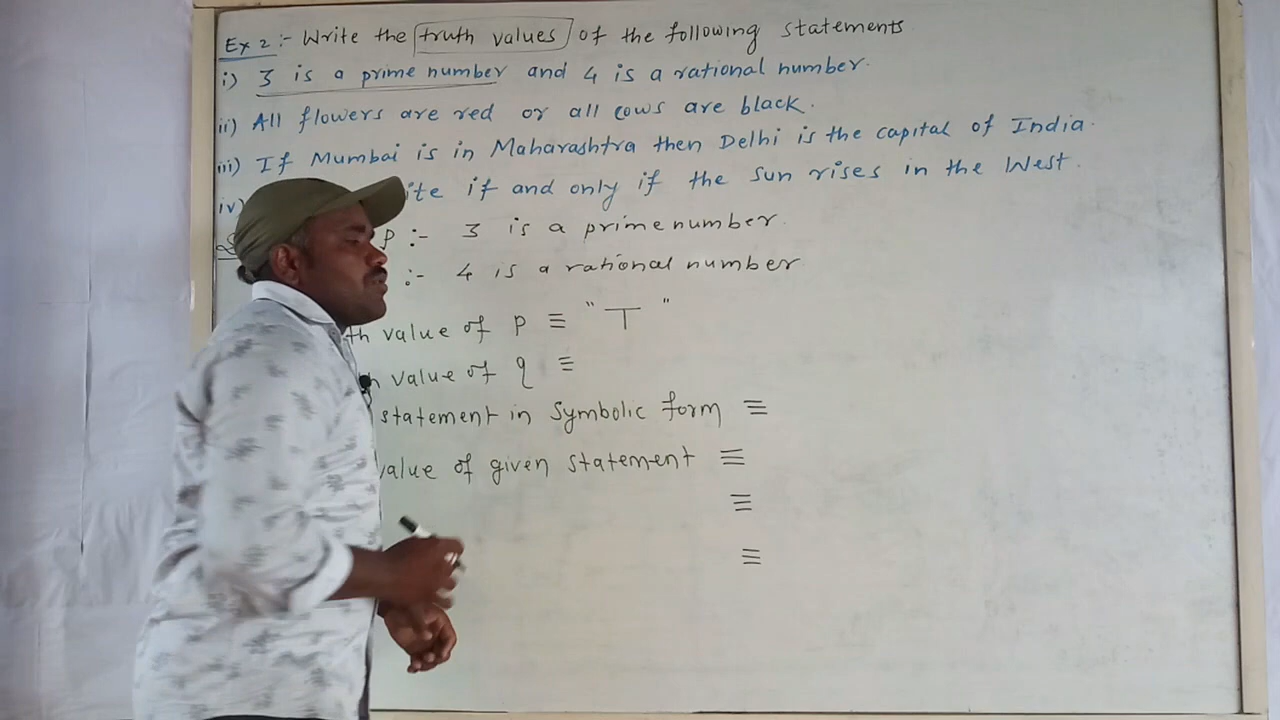 Ex 2 :- Write the truth values of the following statements
i) 3 is a prime number and 4 is a rational number.
ii) All flowers are red or all cows are black.
iii) If Mumbai is in Maharashtra then Delhi is the capital of India.
iv) ite if and only if the sun rises in the West.
p :- 3 is a prime number.
:- 4 is a rational number
th value of p ≡ "T"
value of q ≡
statement in symbolic form ≡
value of given statement ≡
≡
≡